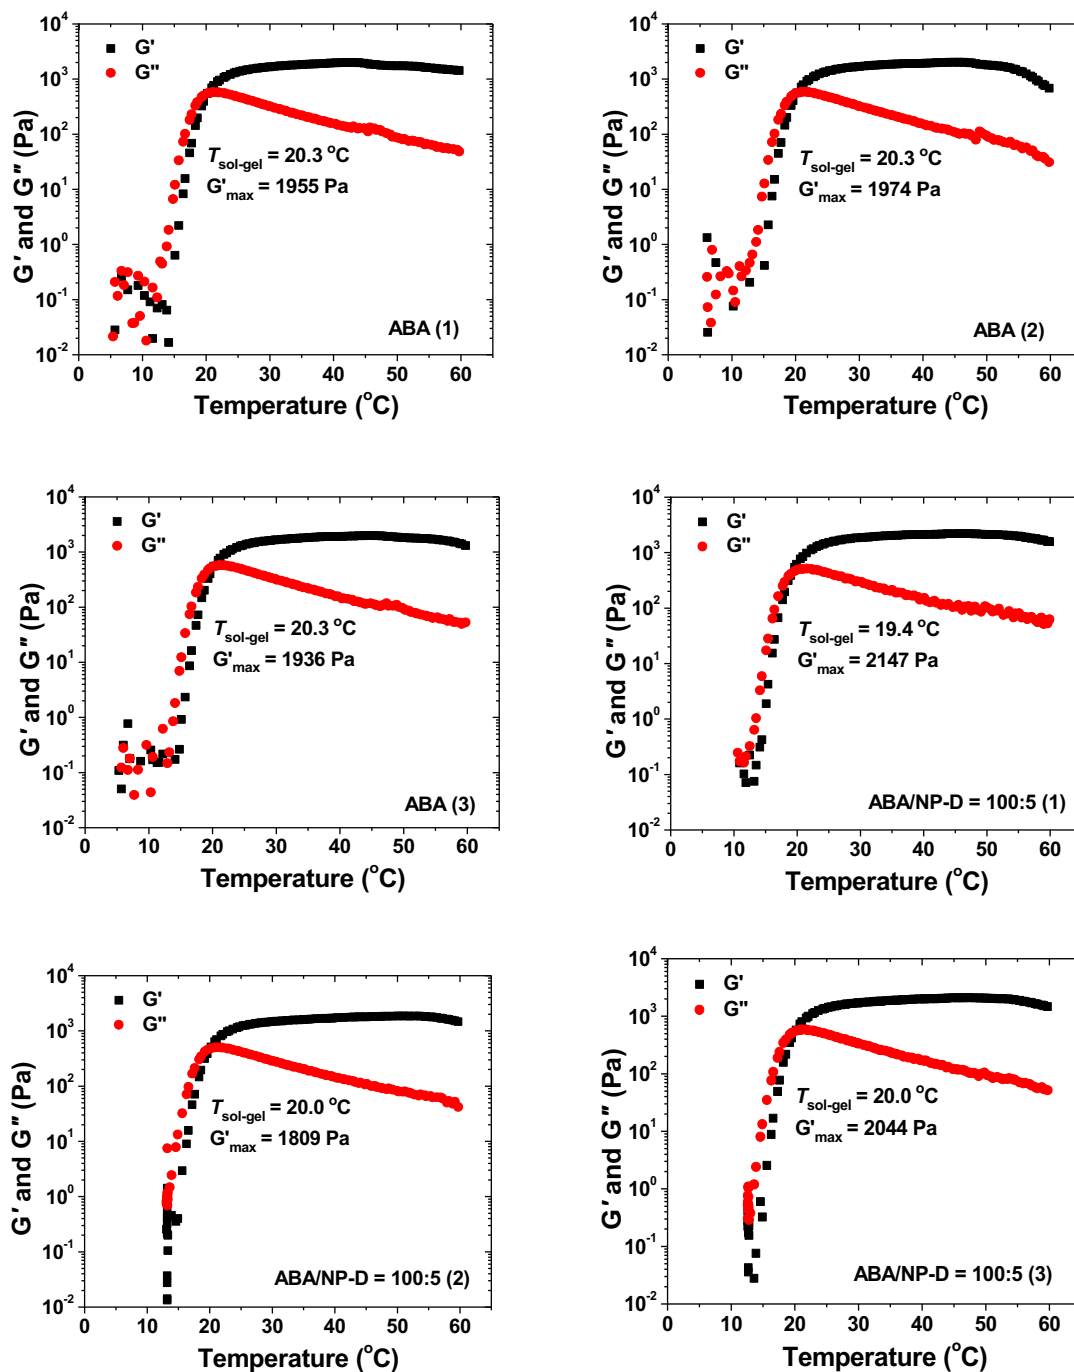 10⁴
10³
10²
10¹
10⁰
10⁻¹
10⁻²
G′ and G″ (Pa)
G'
G"
T sol-gel = 20.3 °C
G'max = 1955 Pa
ABA (1)
0 10 20 30 40 50 60
Temperature (°C)
10⁴
10³
10²
10¹
10⁰
10⁻¹
10⁻²
G′ and G″ (Pa)
G'
G"
T sol-gel = 20.3 °C
G'max = 1974 Pa
ABA (2)
0 10 20 30 40 50 60
Temperature (°C)
10⁴
10³
10²
10¹
10⁰
10⁻¹
10⁻²
G′ and G″ (Pa)
G'
G"
T sol-gel = 20.3 °C
G'max = 1936 Pa
ABA (3)
0 10 20 30 40 50 60
Temperature (°C)
10⁴
10³
10²
10¹
10⁰
10⁻¹
10⁻²
G′ and G″ (Pa)
G'
G"
T sol-gel = 19.4 °C
G'max = 2147 Pa
ABA/NP-D = 100:5 (1)
0 10 20 30 40 50 60
Temperature (°C)
10⁴
10³
10²
10¹
10⁰
10⁻¹
10⁻²
G′ and G″ (Pa)
G'
G"
T sol-gel = 20.0 °C
G'max = 1809 Pa
ABA/NP-D = 100:5 (2)
0 10 20 30 40 50 60
Temperature (°C)
10⁴
10³
10²
10¹
10⁰
10⁻¹
10⁻²
G′ and G″ (Pa)
G'
G"
T sol-gel = 20.0 °C
G'max = 2044 Pa
ABA/NP-D = 100:5 (3)
0 10 20 30 40 50 60
Temperature (°C)